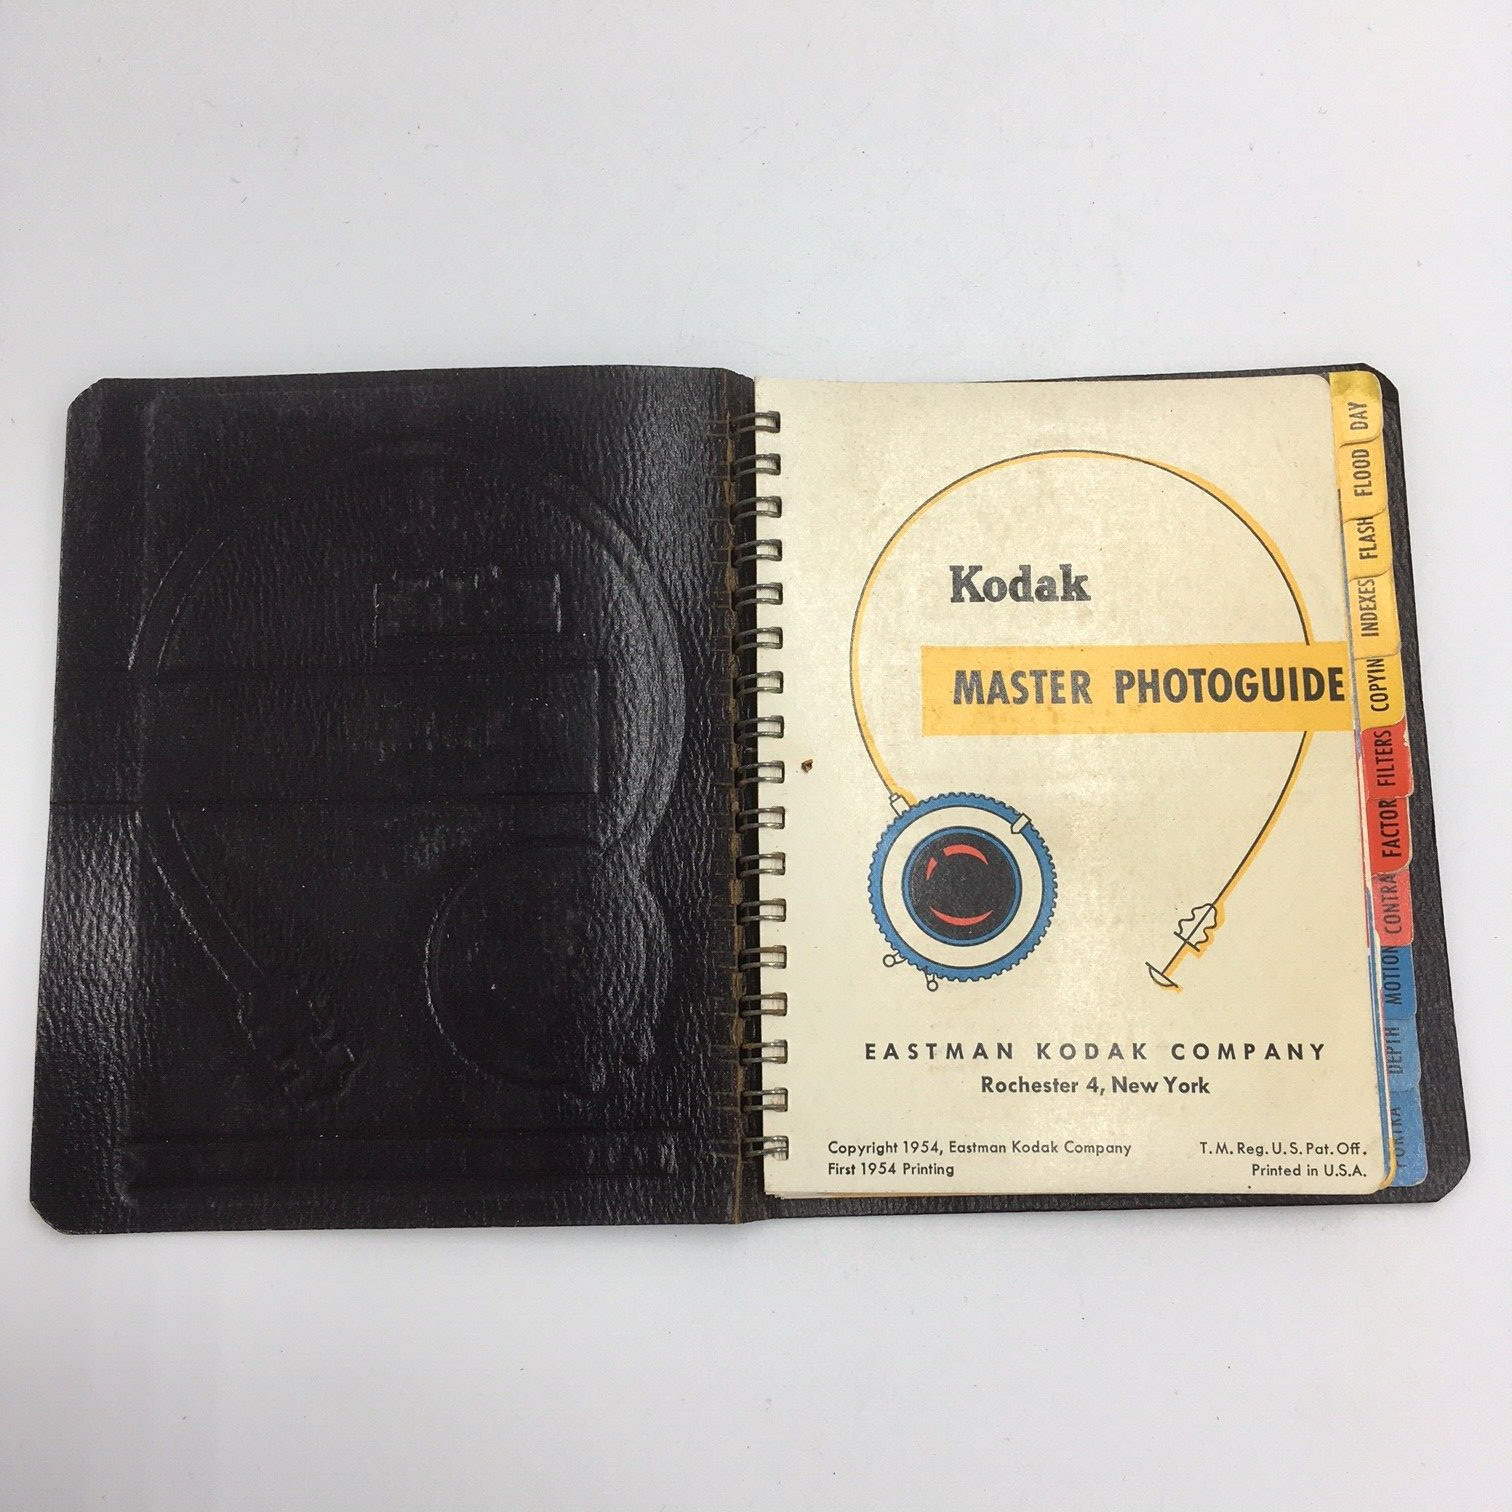 Kodak
MASTER PHOTOGUIDE
EASTMAN KODAK COMPANY
Rochester 4, New York
Copyright 1954, Eastman Kodak Company
First 1954 Printing
T. M. Reg. U. S. Pat. Off.
Printed in U.S.A.
DAY
FLOOD
FLASH
INDEXES
COPYIN
FILTERS
FACTOR
CONTRA
MOTION
DEPTH